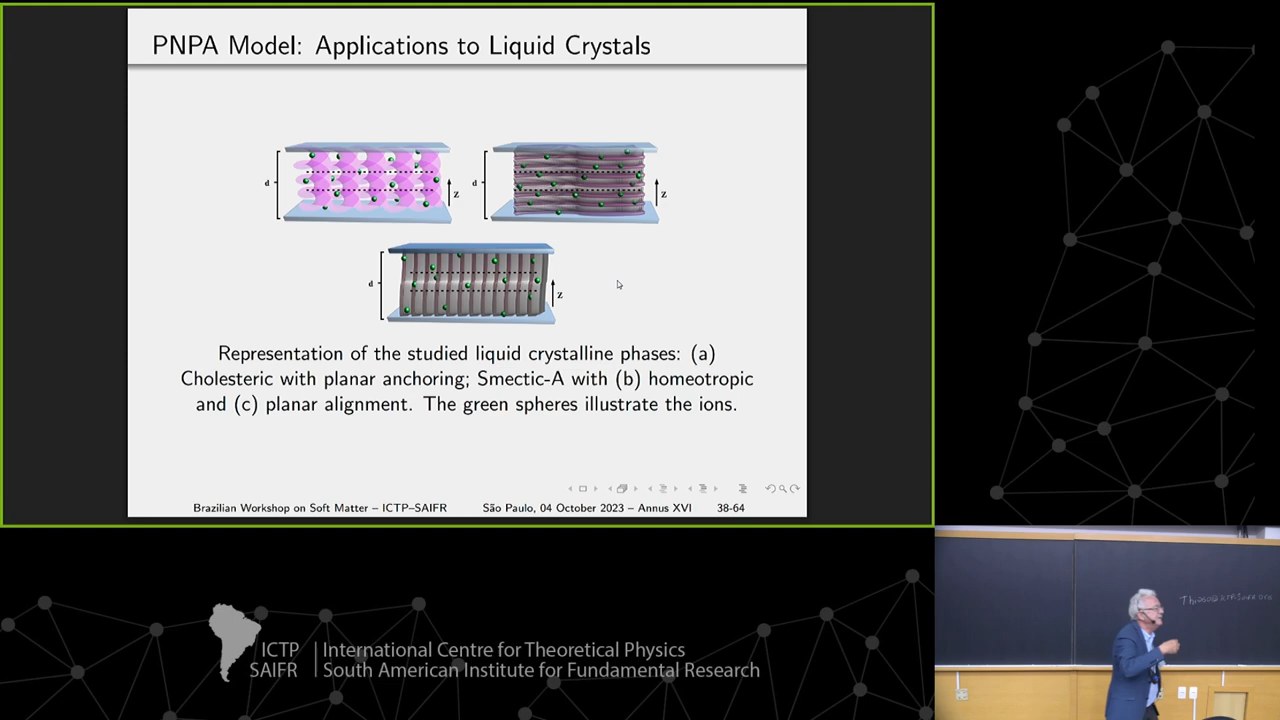 PNPA Model: Applications to Liquid Crystals
d
z
d
z
d
z
Representation of the studied liquid crystalline phases: (a)
Cholesteric with planar anchoring; Smectic-A with (b) homeotropic
and (c) planar alignment. The green spheres illustrate the ions.
Brazilian Workshop on Soft Matter – ICTP–SAIFR São Paulo, 04 October 2023 – Annus XVI 38-64
ICTP
SAIFR
International Centre for Theoretical Physics
South American Institute for Fundamental Research